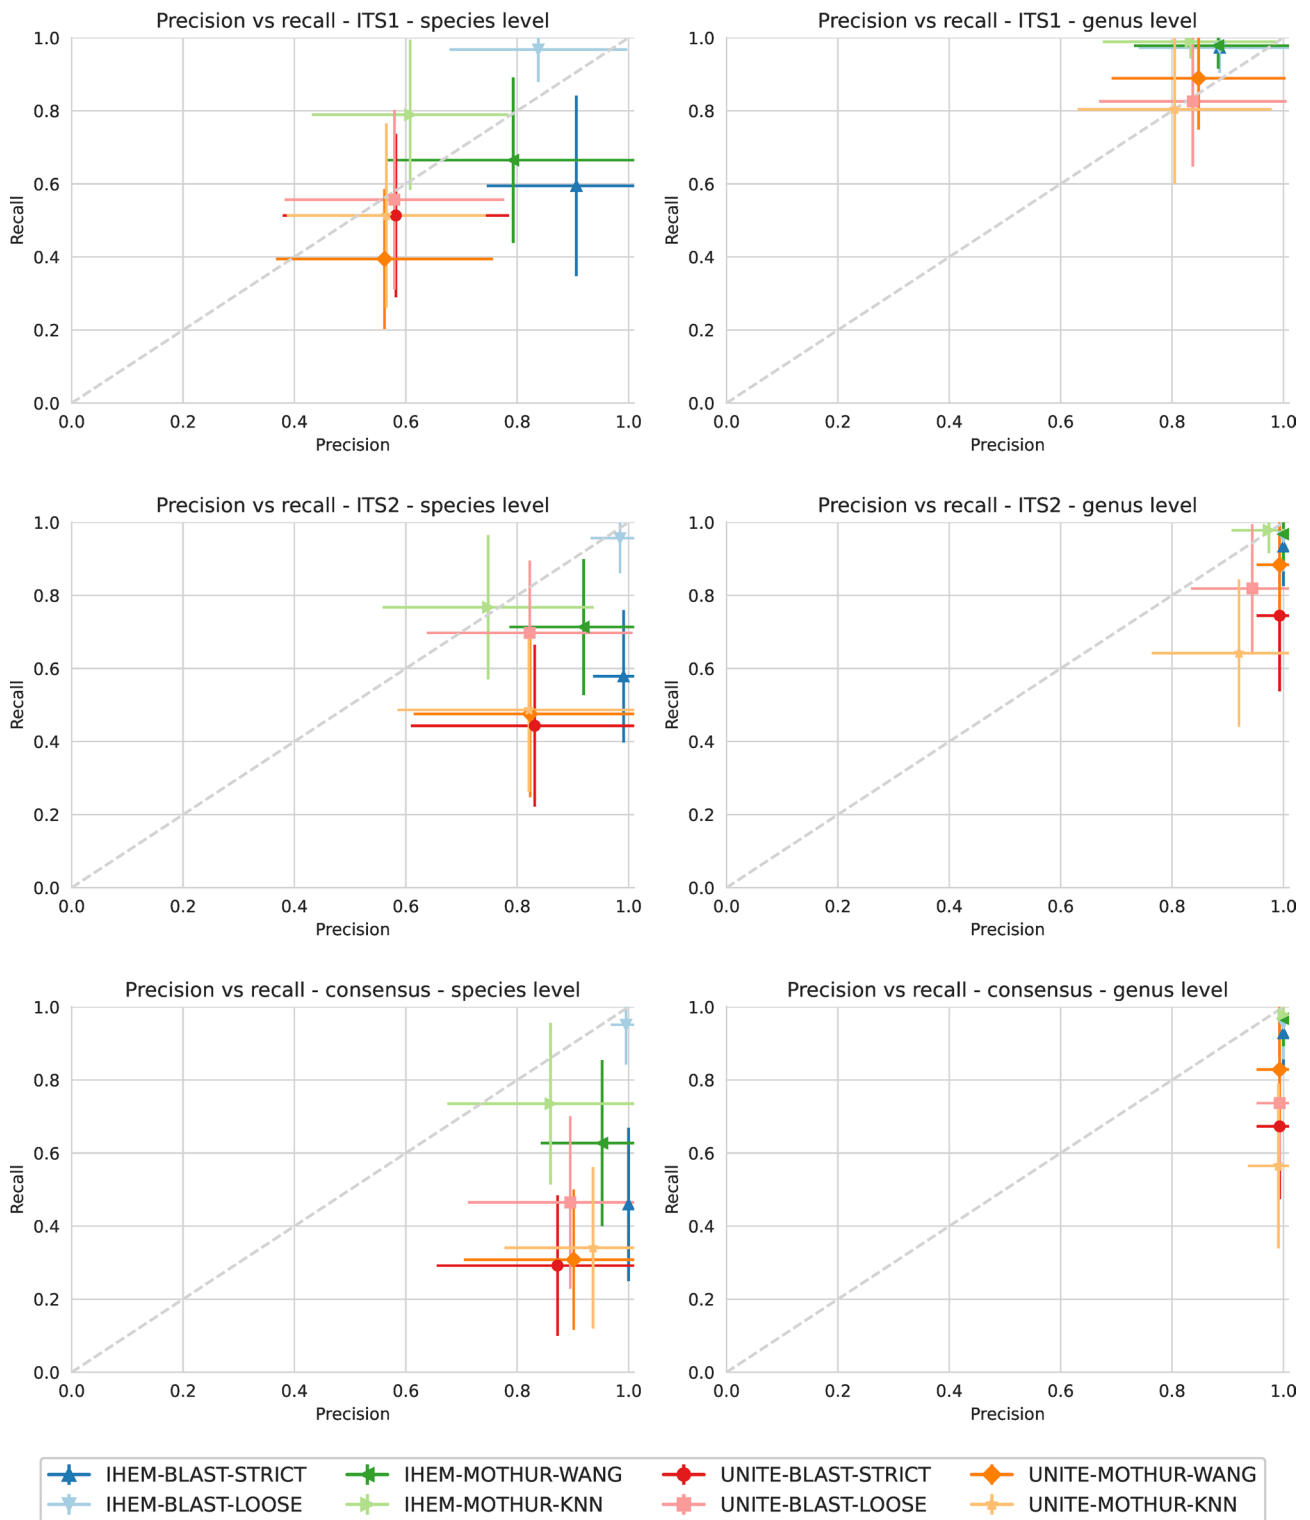 Precision vs recall - ITS1 - species level
1.0
0.8
0.6
0.4
0.2
0.0
Recall
0.0 0.2 0.4 0.6 0.8 1.0
Precision
Precision vs recall - ITS1 - genus level
1.0
0.8
0.6
0.4
0.2
0.0
Recall
0.0 0.2 0.4 0.6 0.8 1.0
Precision
Precision vs recall - ITS2 - species level
1.0
0.8
0.6
0.4
0.2
0.0
Recall
0.0 0.2 0.4 0.6 0.8 1.0
Precision
Precision vs recall - ITS2 - genus level
1.0
0.8
0.6
0.4
0.2
0.0
Recall
0.0 0.2 0.4 0.6 0.8 1.0
Precision
Precision vs recall - consensus - species level
1.0
0.8
0.6
0.4
0.2
0.0
Recall
0.0 0.2 0.4 0.6 0.8 1.0
Precision
Precision vs recall - consensus - genus level
1.0
0.8
0.6
0.4
0.2
0.0
Recall
0.0 0.2 0.4 0.6 0.8 1.0
Precision
IHEM-BLAST-STRICT IHEM-MOTHUR-WANG UNITE-BLAST-STRICT UNITE-MOTHUR-WANG
IHEM-BLAST-LOOSE IHEM-MOTHUR-KNN UNITE-BLAST-LOOSE UNITE-MOTHUR-KNN